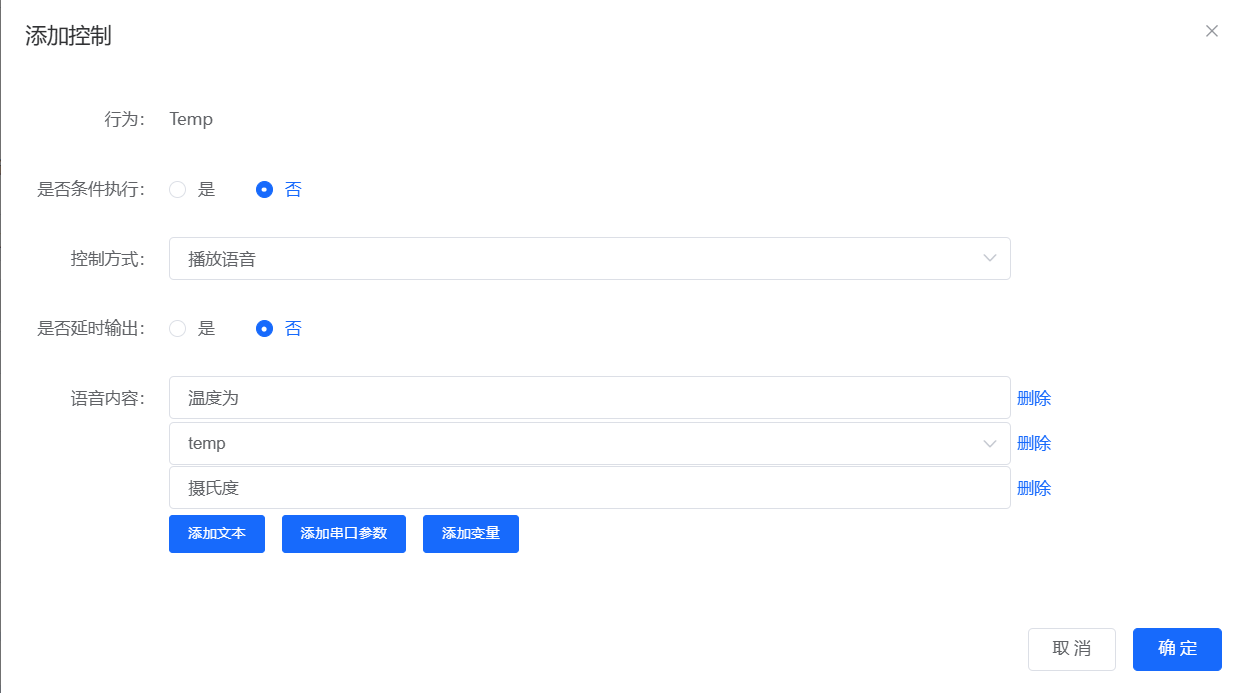 添加控制
行为： Temp
是否条件执行： 是 否
控制方式： 播放语音
是否延时输出： 是 否
语音内容： 温度为 删除
temp 删除
摄氏度 删除
添加文本 添加串口参数 添加变量
取消 确定